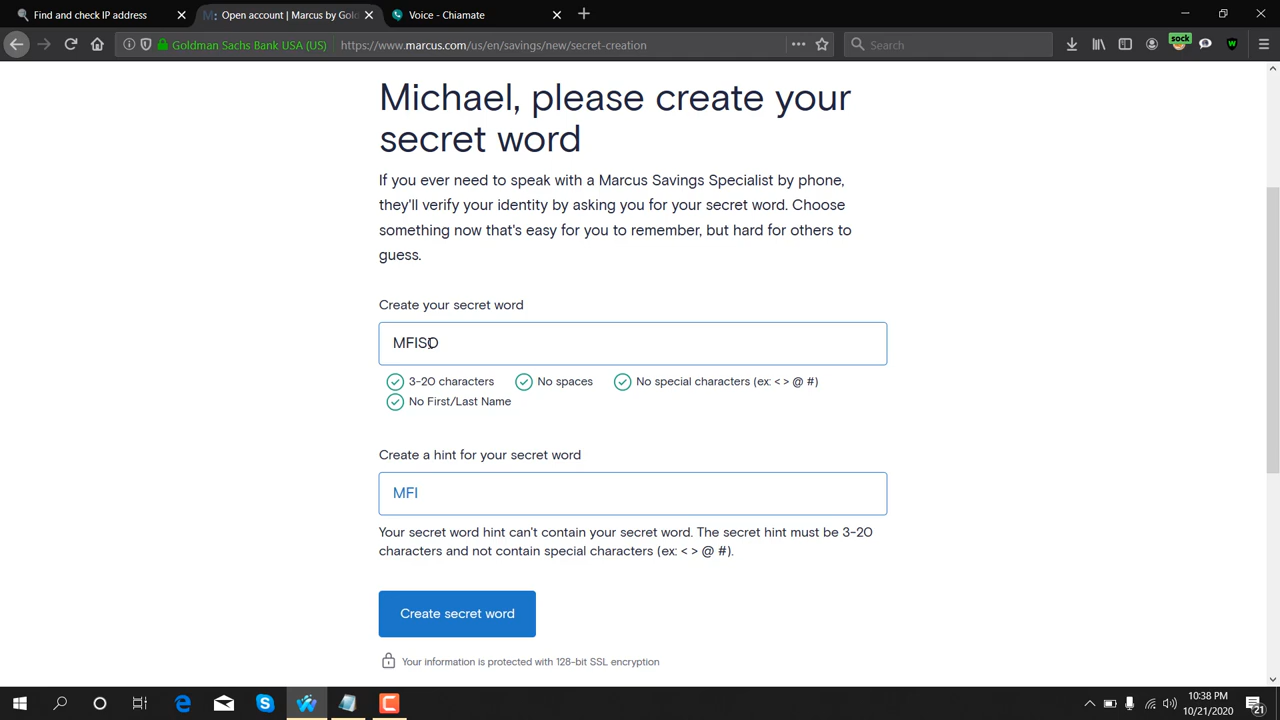 Find and check IP address
M: Open account | Marcus by Gol
Voice - Chiamate
Goldman Sachs Bank USA (US)
https://www.marcus.com/us/en/savings/new/secret-creation
Search
sock
Michael, please create your
secret word
If you ever need to speak with a Marcus Savings Specialist by phone,
they'll verify your identity by asking you for your secret word. Choose
something now that's easy for you to remember, but hard for others to
guess.
Create your secret word
MFISO
3-20 characters
No spaces
No special characters (ex: < > @ #)
No First/Last Name
Create a hint for your secret word
MFI
Your secret word hint can't contain your secret word. The secret hint must be 3-20
characters and not contain special characters (ex: < > @ #).
Create secret word
Your information is protected with 128-bit SSL encryption
10:38 PM
10/21/2020
21